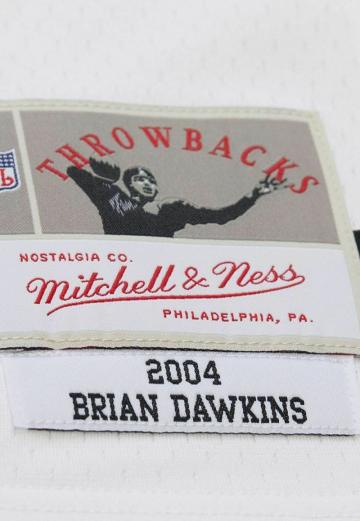 THROWBACKS
NOSTALGIA CO.
Mitchell & Ness
PHILADELPHIA, PA.
2004
BRIAN DAWKINS